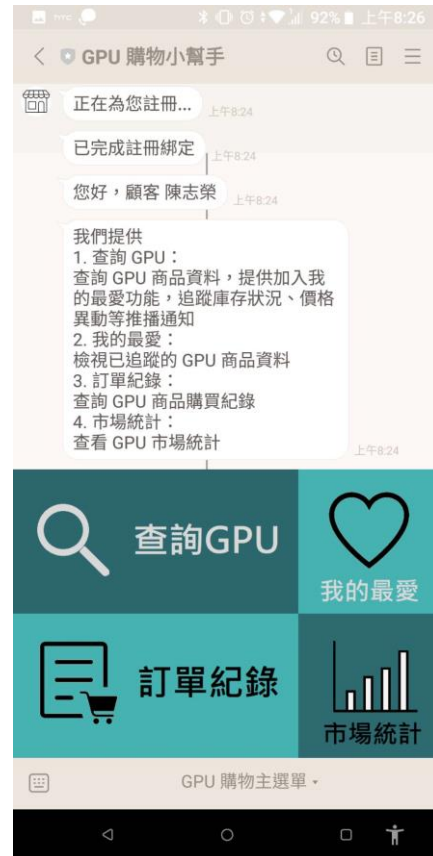 92% 上午8:26
GPU 購物小幫手
正在為您註冊...
上午8:24
已完成註冊綁定
上午8:24
您好，顧客 陳志榮
上午8:24
我們提供
1. 查詢 GPU：
查詢 GPU 商品資料，提供加入我
的最愛功能，追蹤庫存狀況、價格
異動等推播通知
2. 我的最愛：
檢視已追蹤的 GPU 商品資料
3. 訂單紀錄：
查詢 GPU 商品購買紀錄
4. 市場統計：
查看 GPU 市場統計
上午8:24
查詢GPU
我的最愛
訂單紀錄
市場統計
GPU 購物主選單